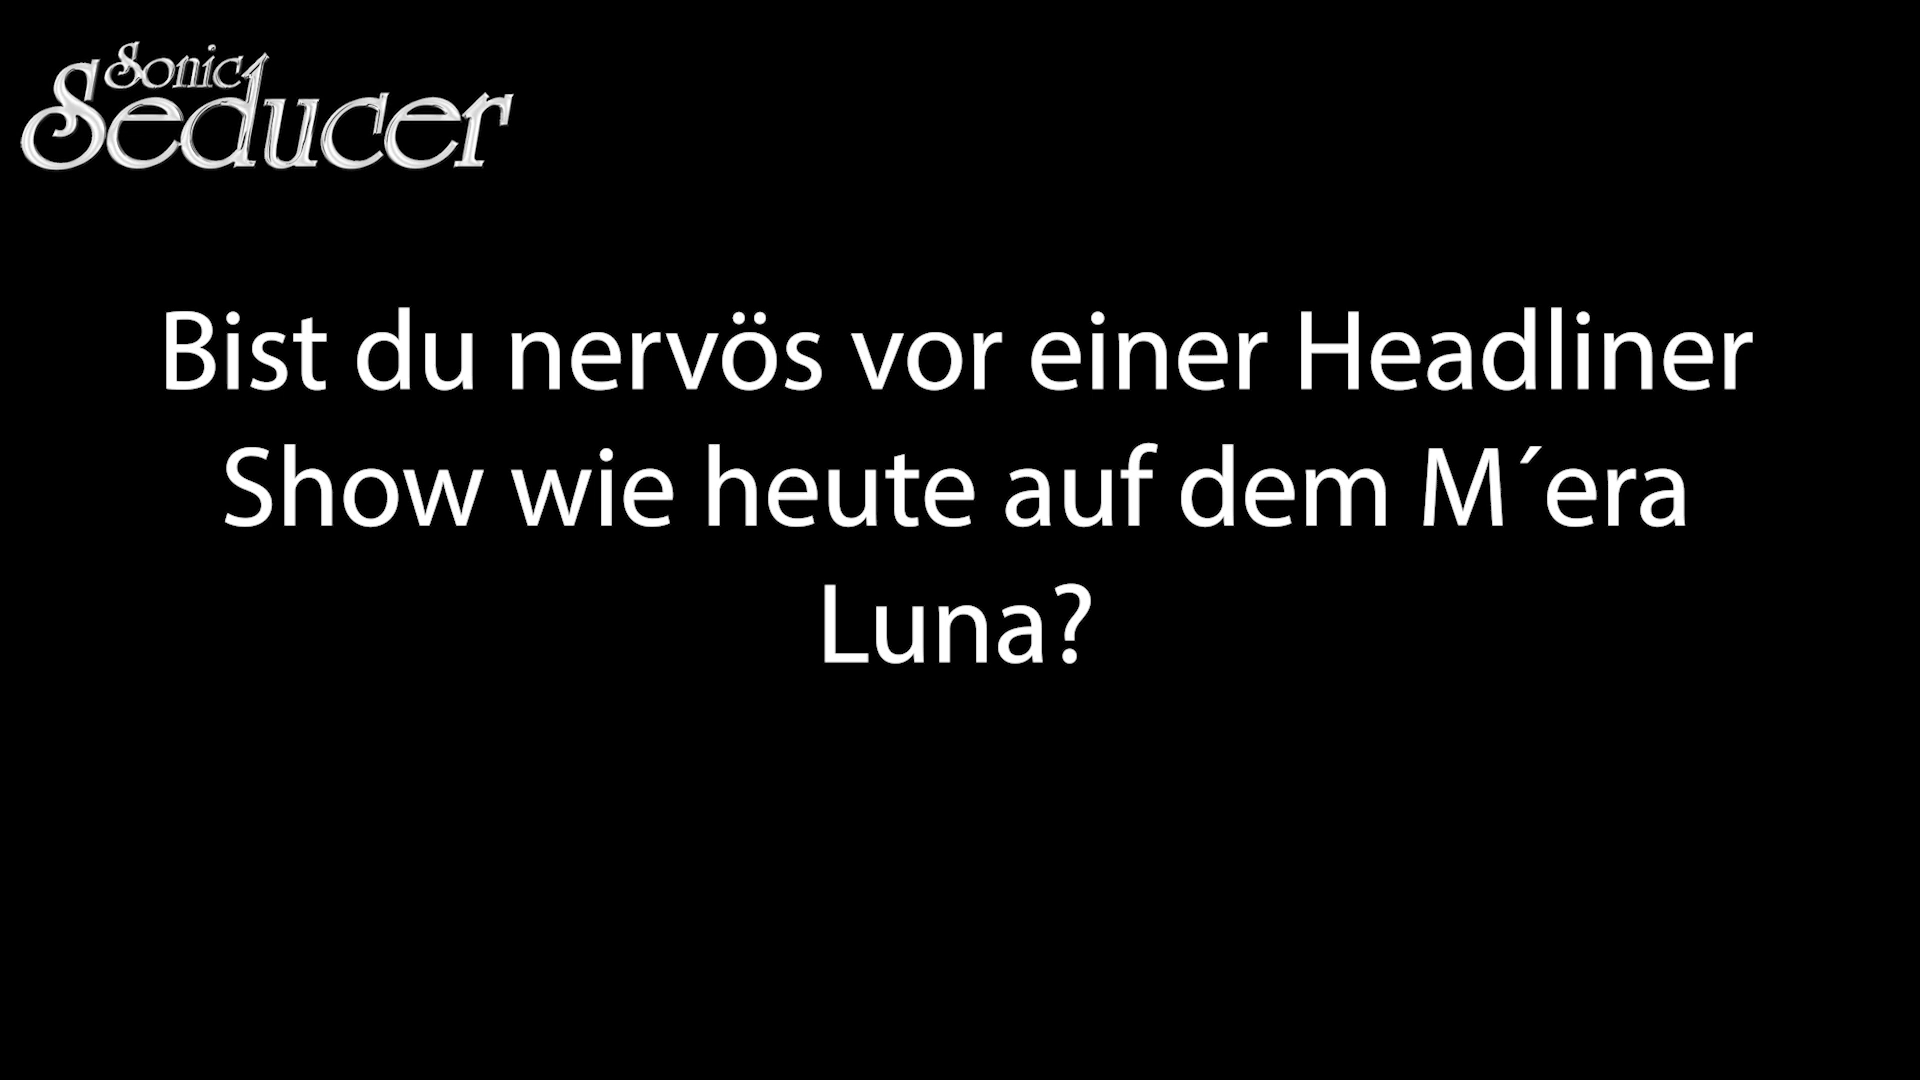 Sonic
Seducer
Bist du nervös vor einer Headliner
Show wie heute auf dem M´era
Luna?